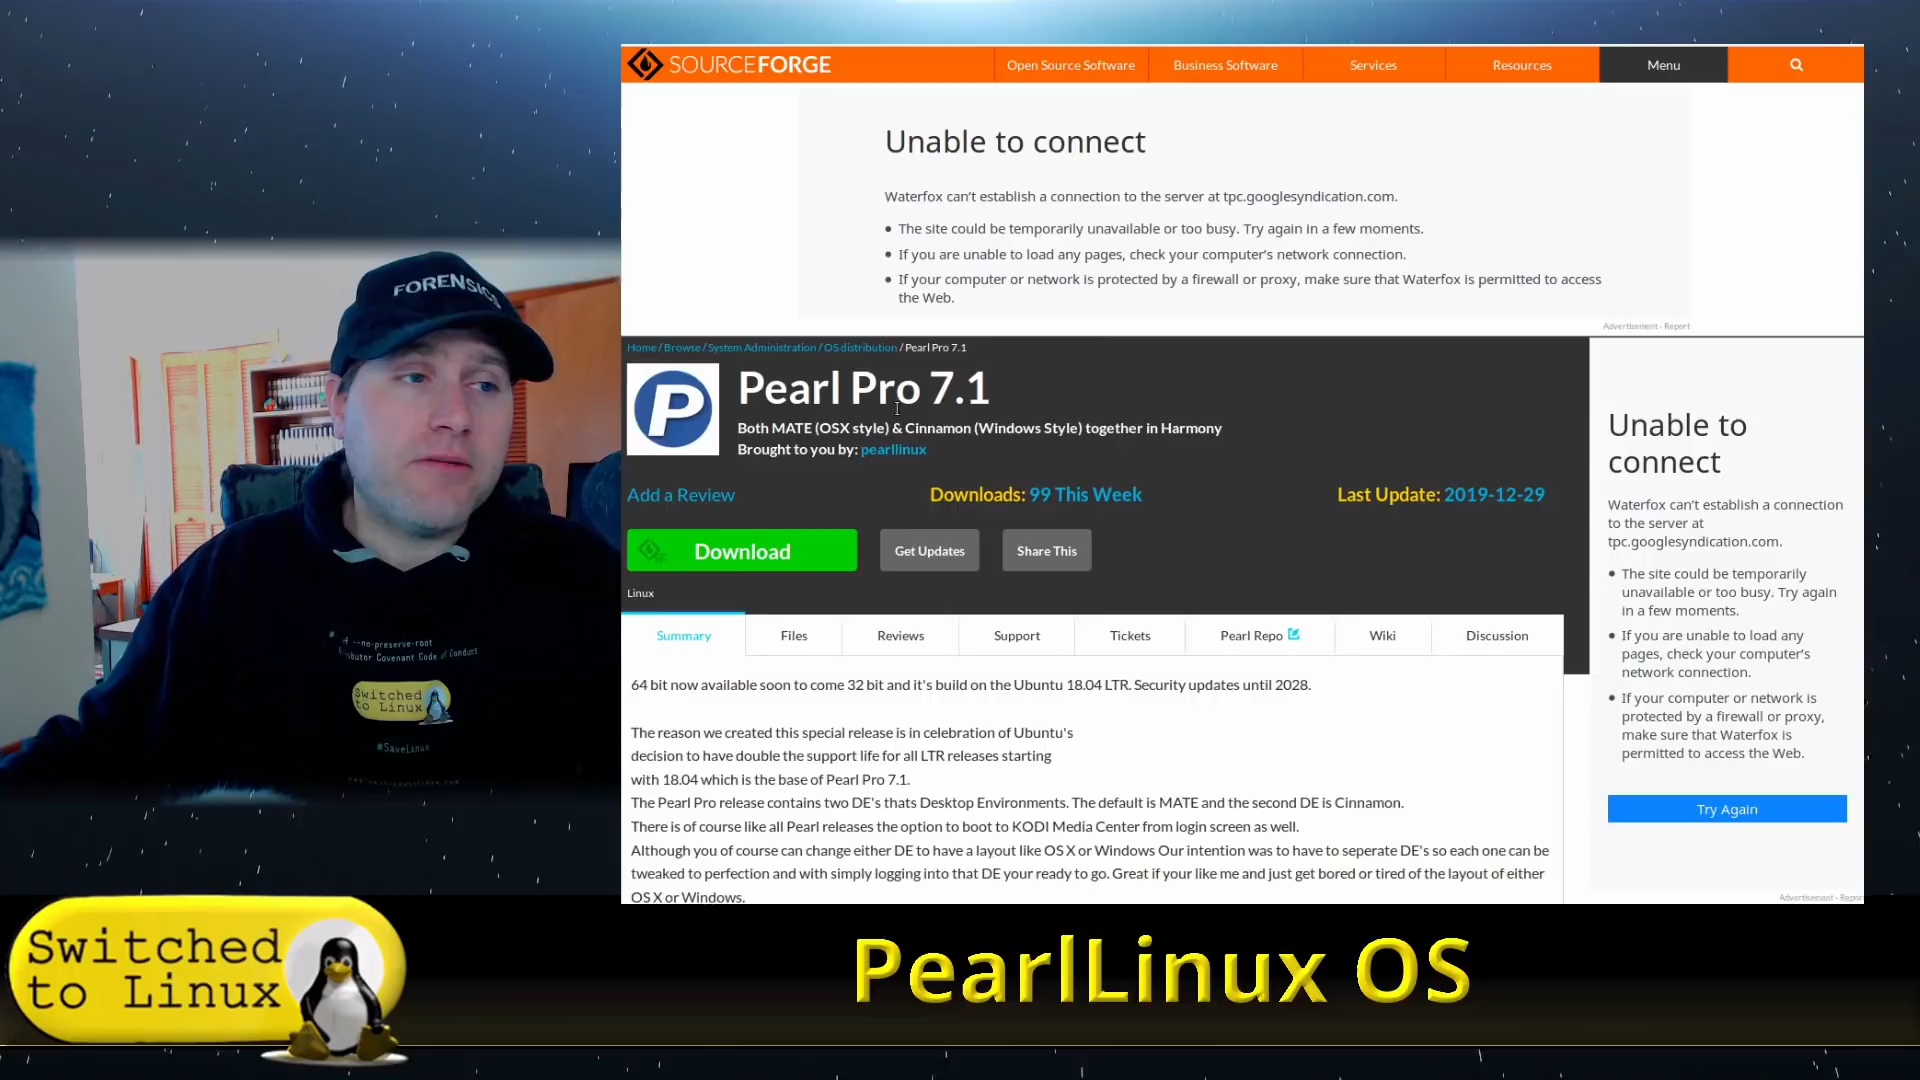 SOURCEFORGE
Open Source Software
Business Software
Services
Resources
Menu
Unable to connect
Waterfox can’t establish a connection to the server at tpc.googlesyndication.com.
The site could be temporarily unavailable or too busy. Try again in a few moments.
If you are unable to load any pages, check your computer’s network connection.
If your computer or network is protected by a firewall or proxy, make sure that Waterfox is permitted to access
the Web.
Advertisement - Report
Home / Browse / System Administration / OS distribution / Pearl Pro 7.1
P
Pearl Pro 7.1
Both MATE (OSX style) & Cinnamon (Windows Style) together in Harmony
Brought to you by: pearllinux
Add a Review
Downloads: 99 This Week
Last Update: 2019-12-29
Download
Get Updates
Share This
Linux
Summary
Files
Reviews
Support
Tickets
Pearl Repo
Wiki
Discussion
64 bit now available soon to come 32 bit and it's build on the Ubuntu 18.04 LTR. Security updates until 2028.
The reason we created this special release is in celebration of Ubuntu's
decision to have double the support life for all LTR releases starting
with 18.04 which is the base of Pearl Pro 7.1.
The Pearl Pro release contains two DE's thats Desktop Environments. The default is MATE and the second DE is Cinnamon.
There is of course like all Pearl releases the option to boot to KODI Media Center from login screen as well.
Although you of course can change either DE to have a layout like OS X or Windows Our intention was to have to seperate DE's so each one can be
tweaked to perfection and with simply logging into that DE your ready to go. Great if your like me and just get bored or tired of the layout of either
OS X or Windows.
Unable to
connect
Waterfox can’t establish a connection
to the server at
tpc.googlesyndication.com.
The site could be temporarily
unavailable or too busy. Try again
in a few moments.
If you are unable to load any
pages, check your computer’s
network connection.
If your computer or network is
protected by a firewall or proxy,
make sure that Waterfox is
permitted to access the Web.
Try Again
Advertisement - Repor
FORENSICS
--no-preserve-root
Contributor Covenant Code of Conduct
Switched
to Linux
#SaveLinux
Switched
to Linux
PearlLinux OS